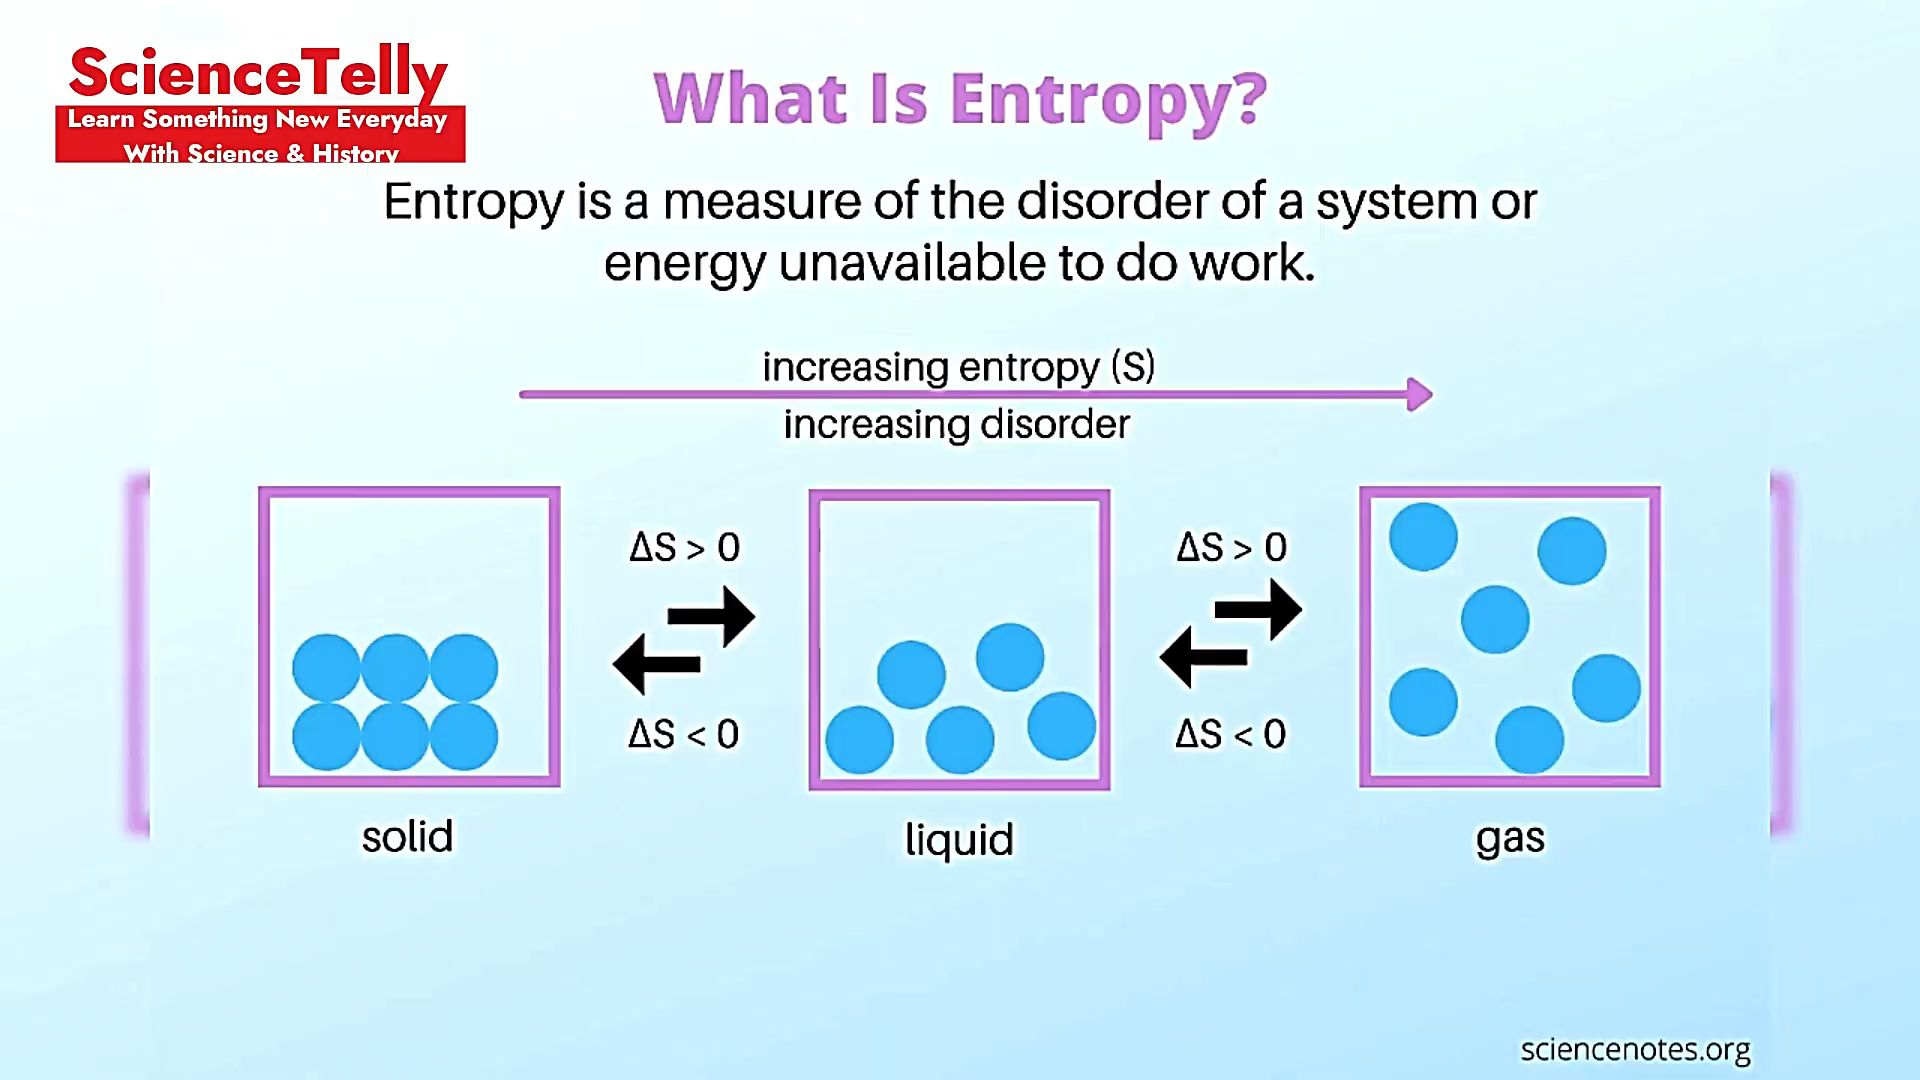 ScienceTelly
Learn Something New Everyday
With Science & History
What Is Entropy?
Entropy is a measure of the disorder of a system or
energy unavailable to do work.
increasing entropy (S)
increasing disorder
ΔS > 0
ΔS < 0
ΔS > 0
ΔS < 0
solid
liquid
gas
sciencenotes.org